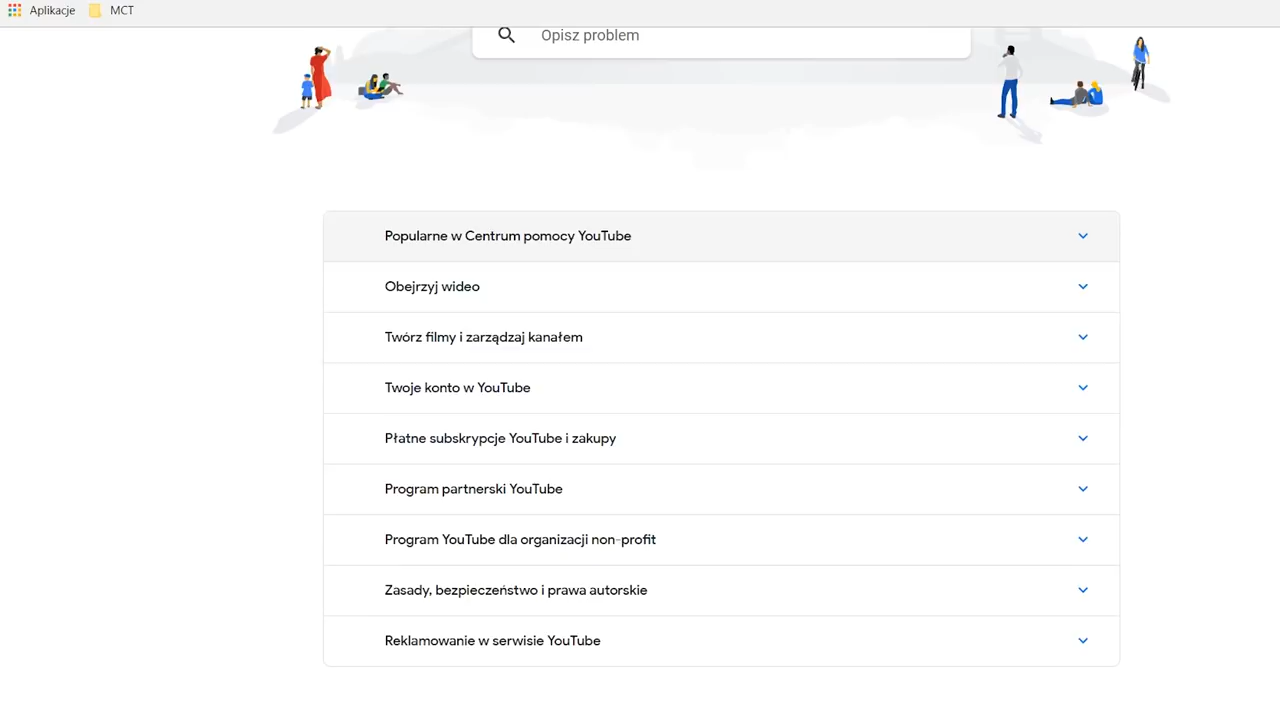 Aplikacje MCT
Opisz problem
Popularne w Centrum pomocy YouTube
Obejrzyj wideo
Twórz filmy i zarządzaj kanałem
Twoje konto w YouTube
Płatne subskrypcje YouTube i zakupy
Program partnerski YouTube
Program YouTube dla organizacji non-profit
Zasady, bezpieczeństwo i prawa autorskie
Reklamowanie w serwisie YouTube